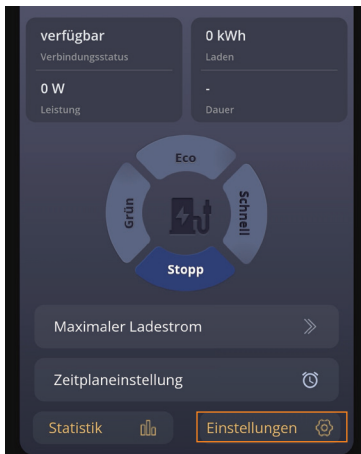 verfügbar
Verbindungsstatus
0 W
Leistung
0 kWh
Laden
-
Dauer
Eco
Grün
Schnell
Stopp
Maximaler Ladestrom
Zeitplaneinstellung
Statistik
Einstellungen